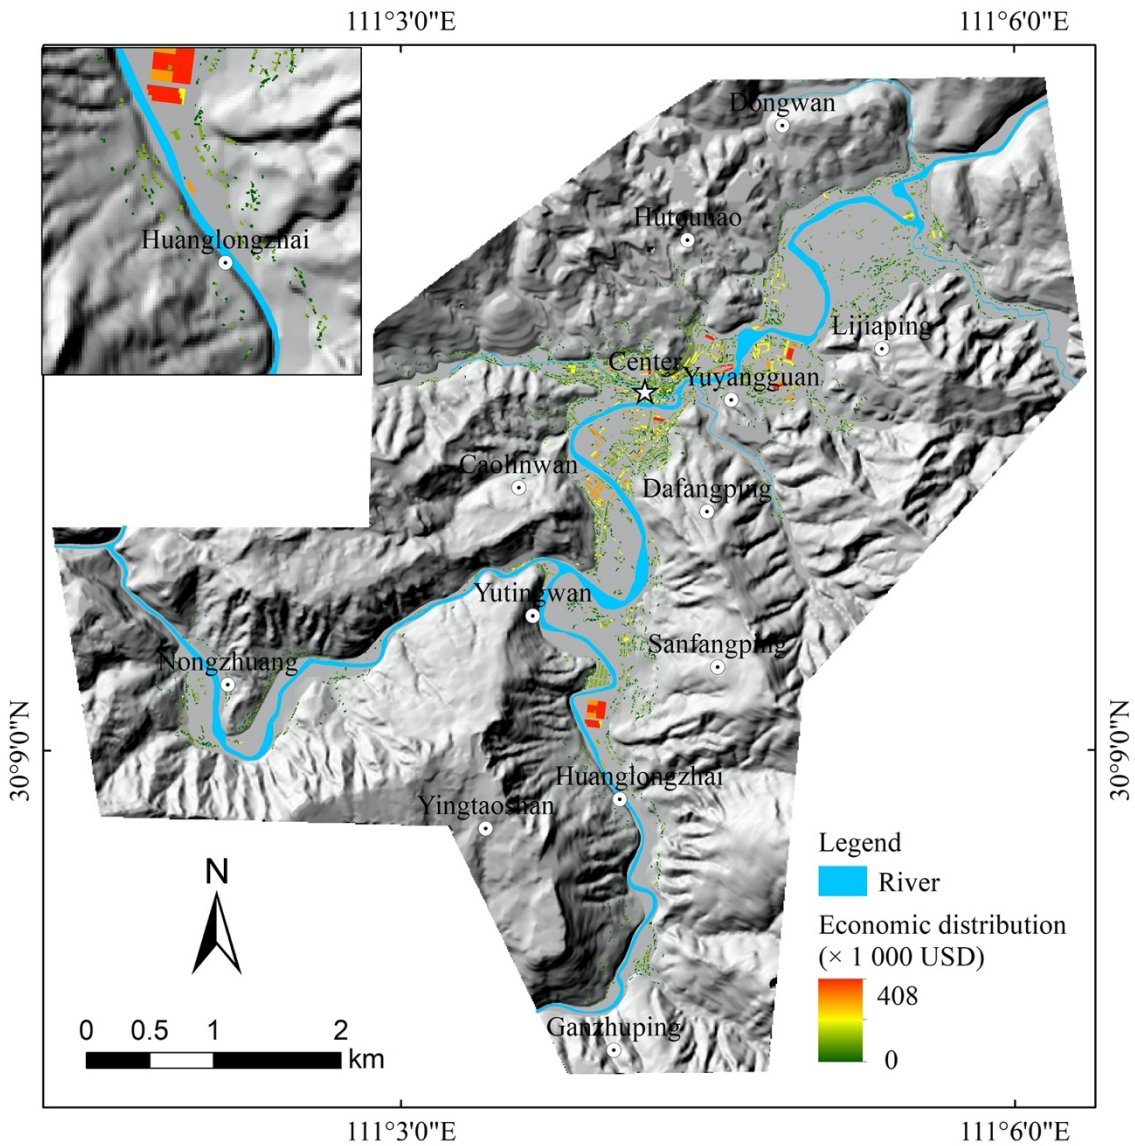 111°3'0"E
111°6'0"E
Dongwan
Hutounao
Huanglongzhai
Lijiaping
Center
Yuyangguan
Caolinwan
Dafangping
Yutingwan
Sanfangping
Nongzhuang
30°9'0"N
30°9'0"N
Huanglongzhai
Yingtaoshan
Legend
River
N
Economic distribution
(× 1 000 USD)
408
0
Ganzhuping
0 0.5 1 2
km
111°3'0"E
111°6'0"E